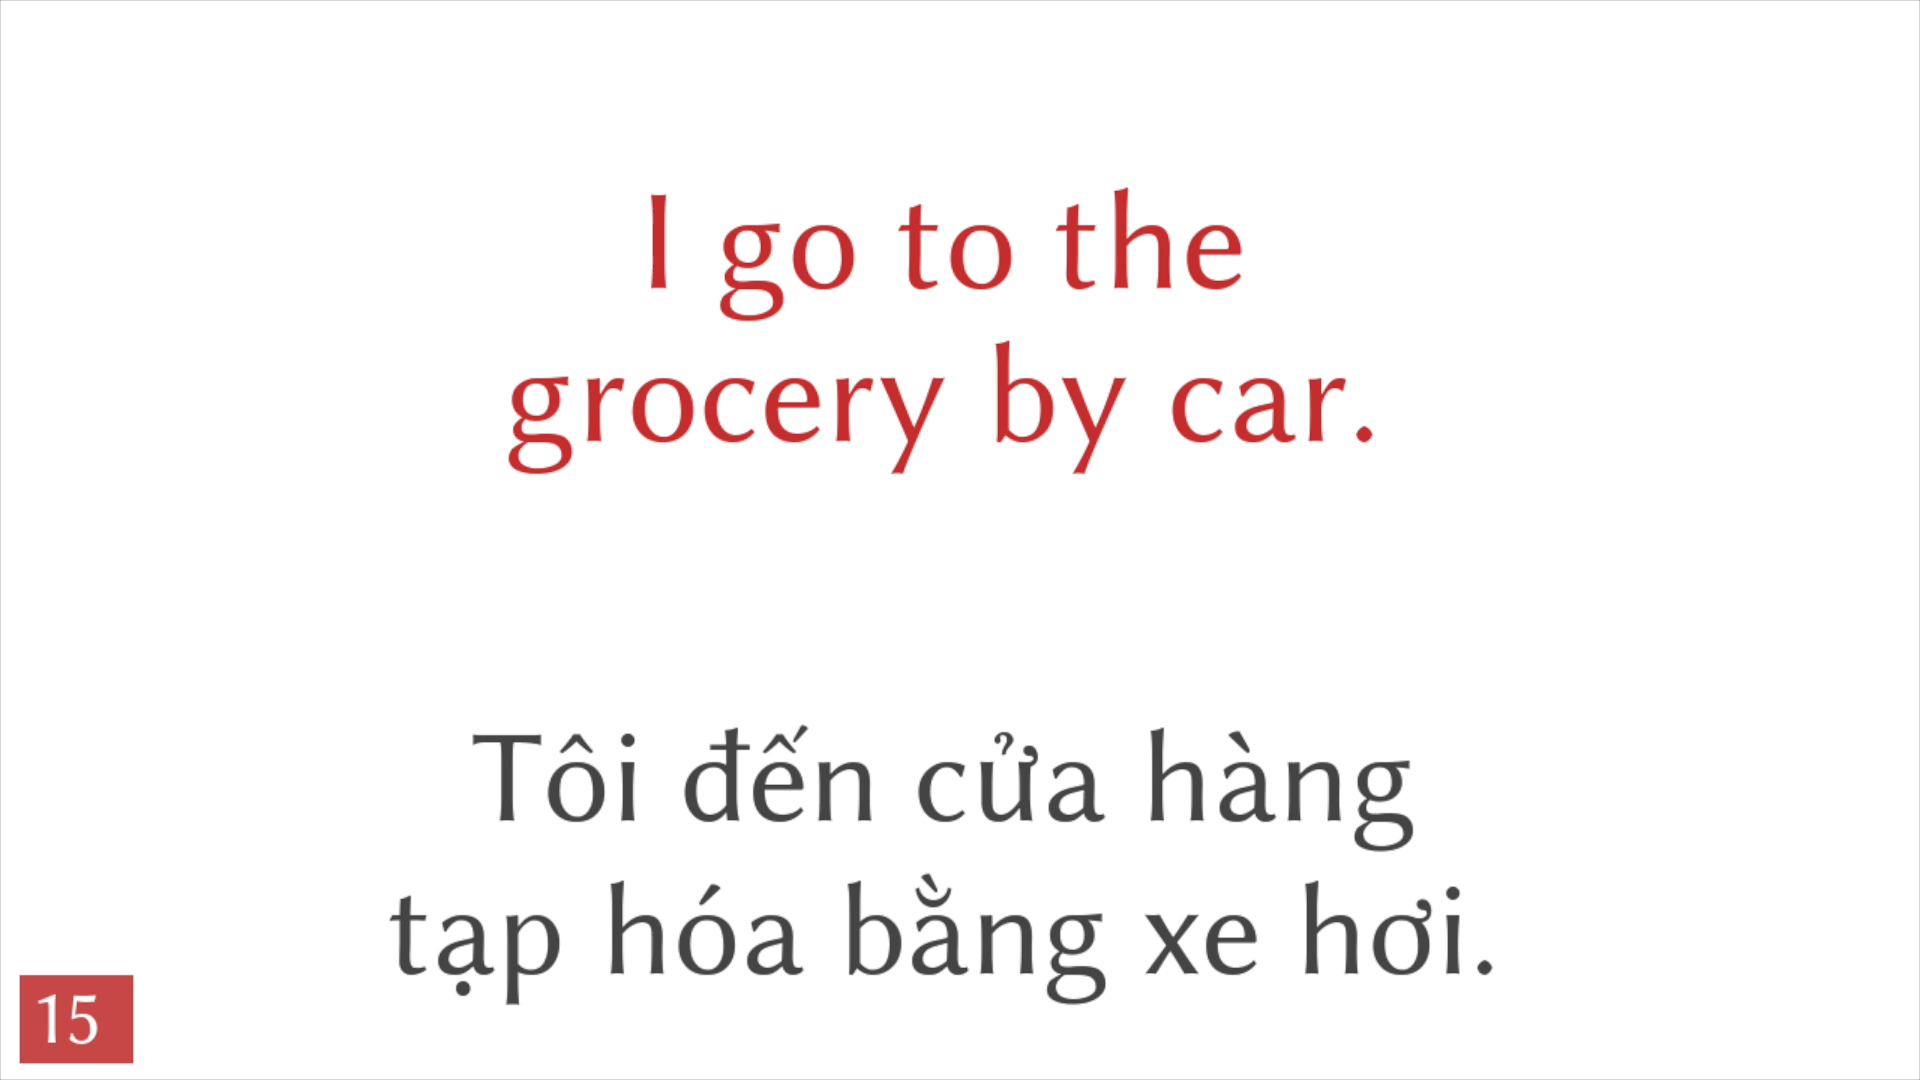 I go to the
grocery by car.
Tôi đến cửa hàng
tạp hóa bằng xe hơi.
15